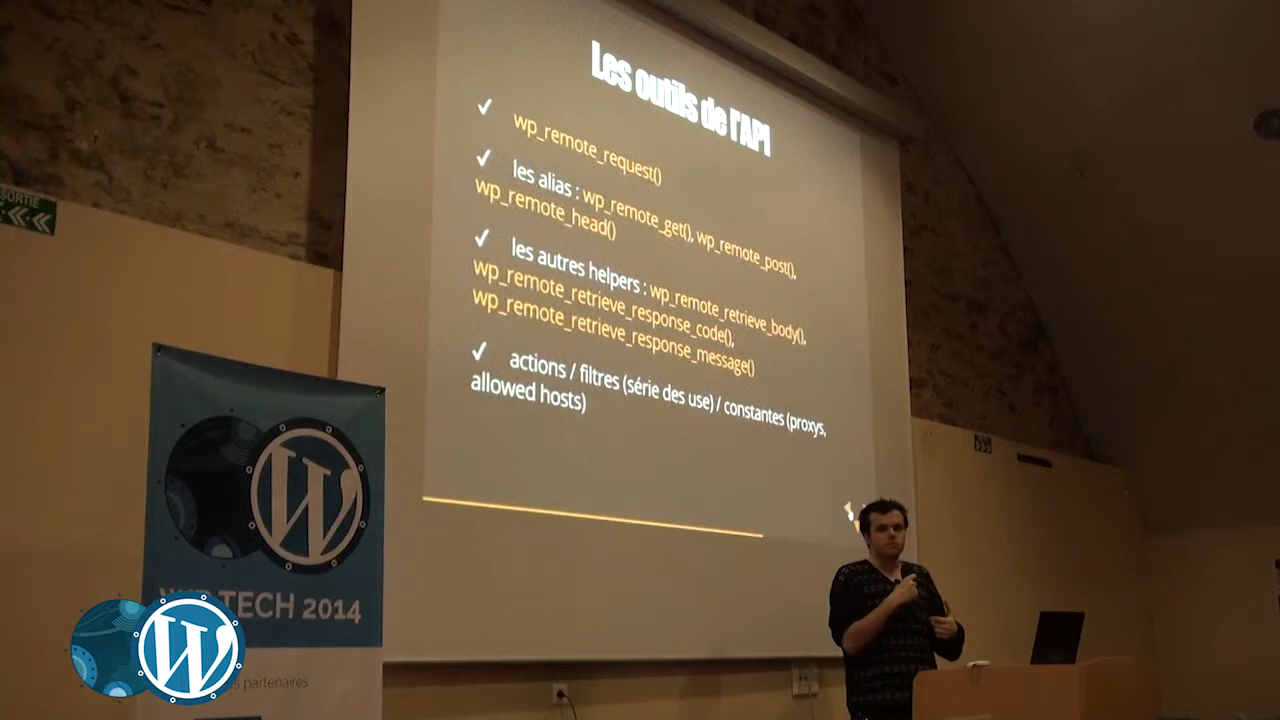 Les outils de l'API
✓ wp_remote_request()
✓ les alias : wp_remote_get(), wp_remote_post(),
wp_remote_head()
✓ les autres helpers : wp_remote_retrieve_body(),
wp_remote_retrieve_response_code(),
wp_remote_retrieve_response_message()
✓ actions / filtres (série des use) / constantes (proxys,
allowed hosts)
SORTIE
TECH 2014
partenaires